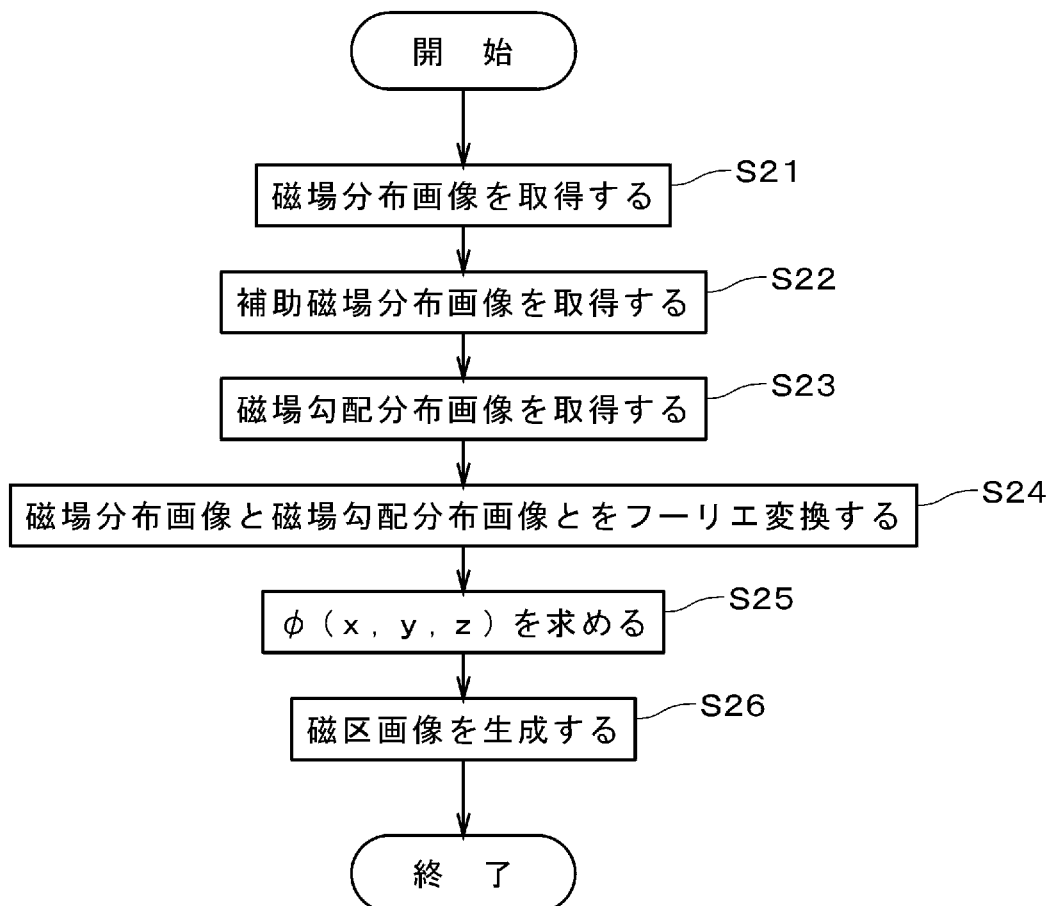 開 始
磁場分布画像を取得する
S21
補助磁場分布画像を取得する
S22
磁場勾配分布画像を取得する
S23
磁場分布画像と磁場勾配分布画像とをフーリエ変換する
S24
φ(x,y,z)を求める
S25
磁区画像を生成する
S26
終 了